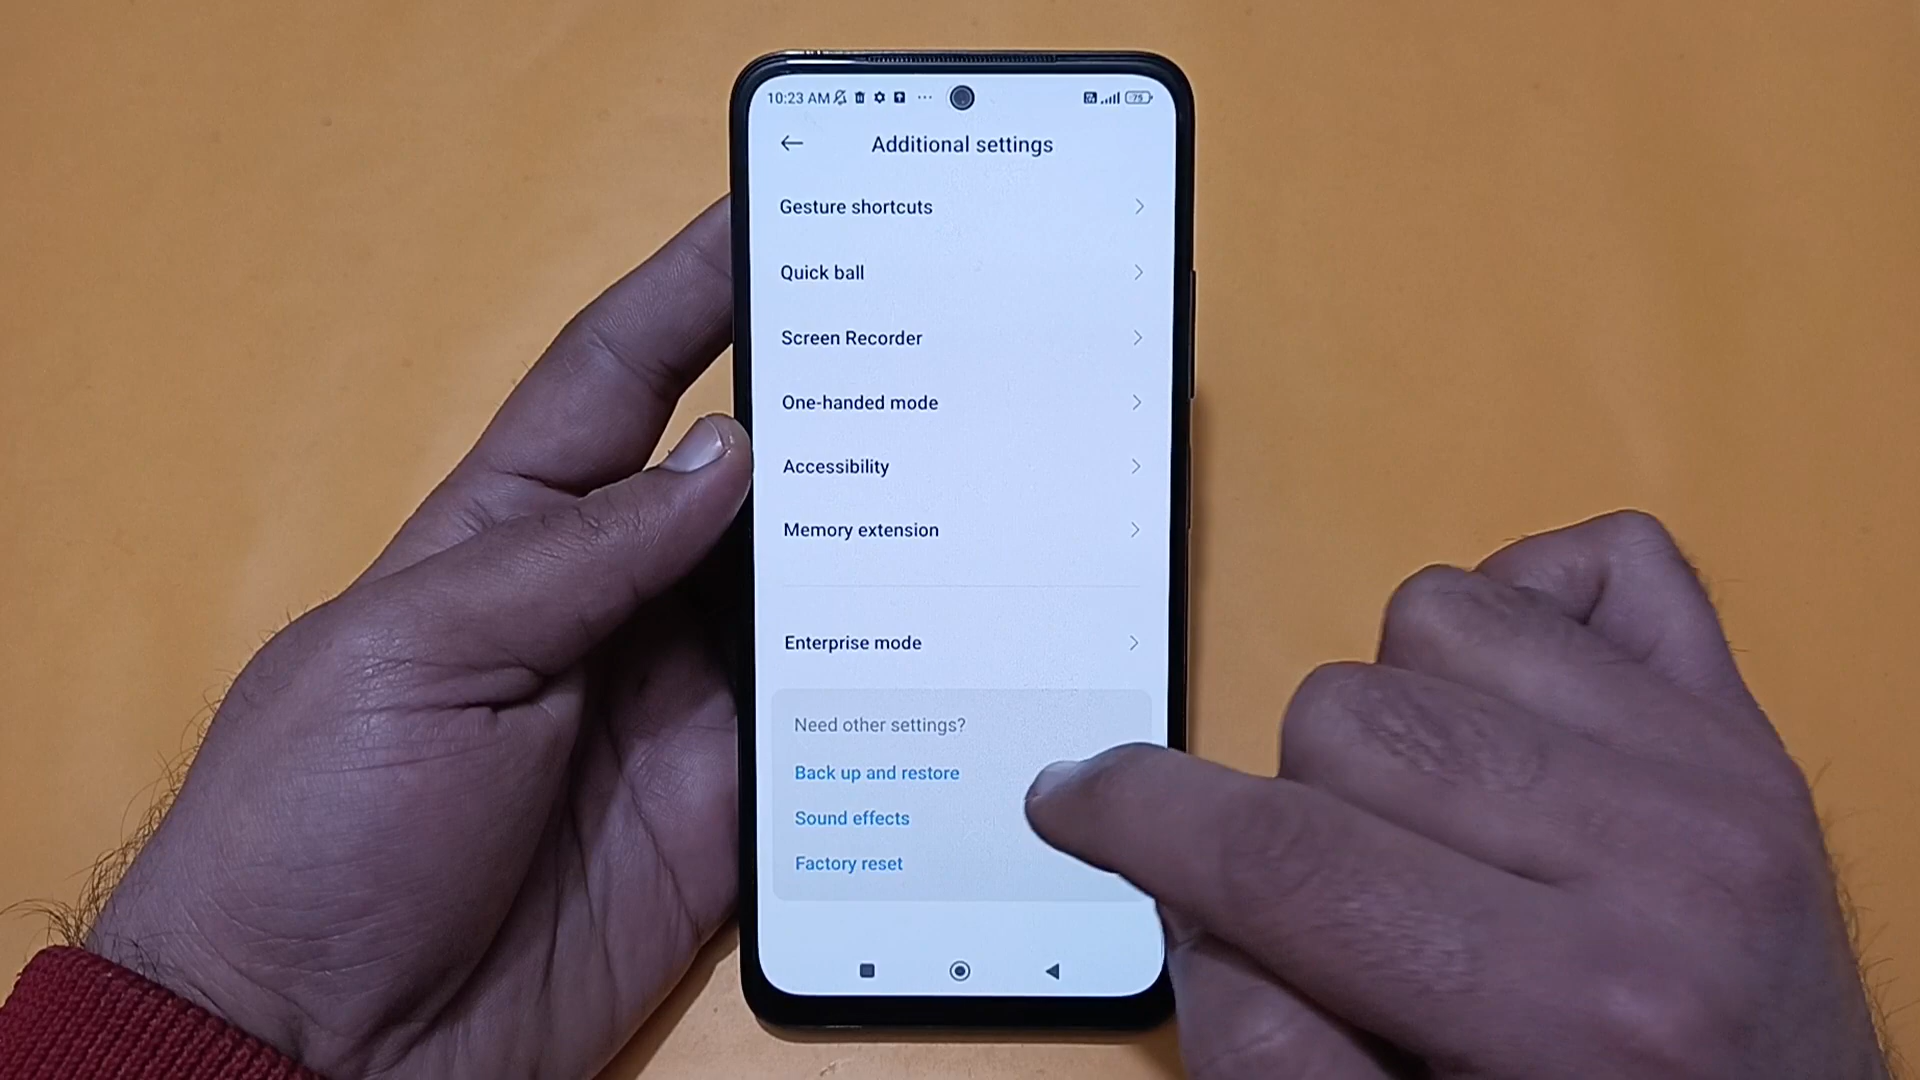 10:23 AM
75
Additional settings
Gesture shortcuts
Quick ball
Screen Recorder
One-handed mode
Accessibility
Memory extension
Enterprise mode
Need other settings?
Back up and restore
Sound effects
Factory reset